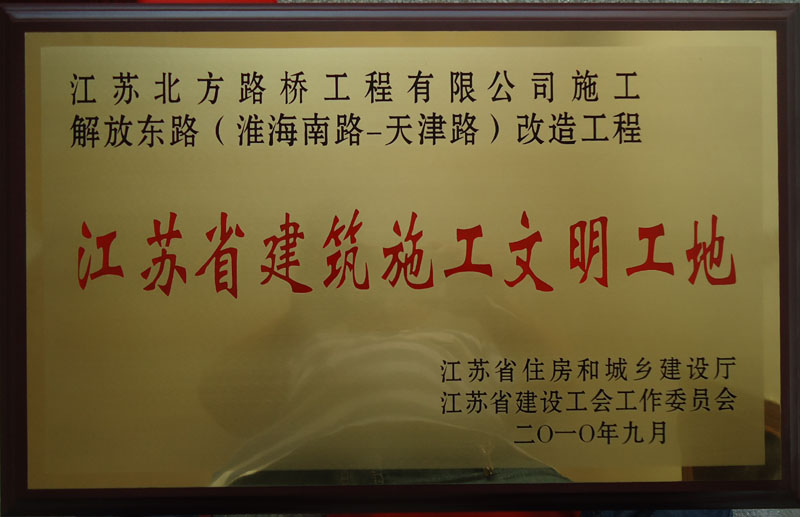 江苏北方路桥工程有限公司施工
解放东路（淮海南路-天津路）改造工程
江苏省建筑施工文明工地
江苏省住房和城乡建设厅
江苏省建设工会工作委员会
二〇一〇年九月